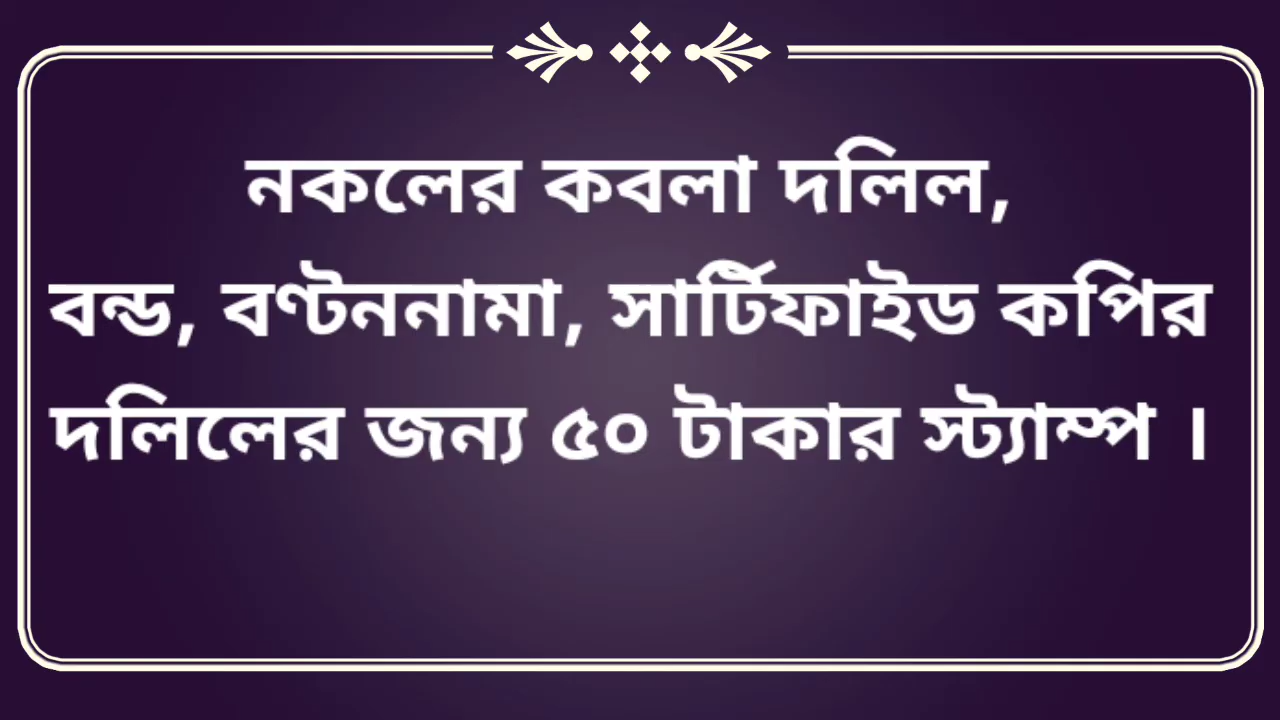 নকলের কবলা দলিল,
বন্ড, বণ্টননামা, সার্টিফাইড কপির
দলিলের জন্য ৫০ টাকার স্ট্যাম্প ।